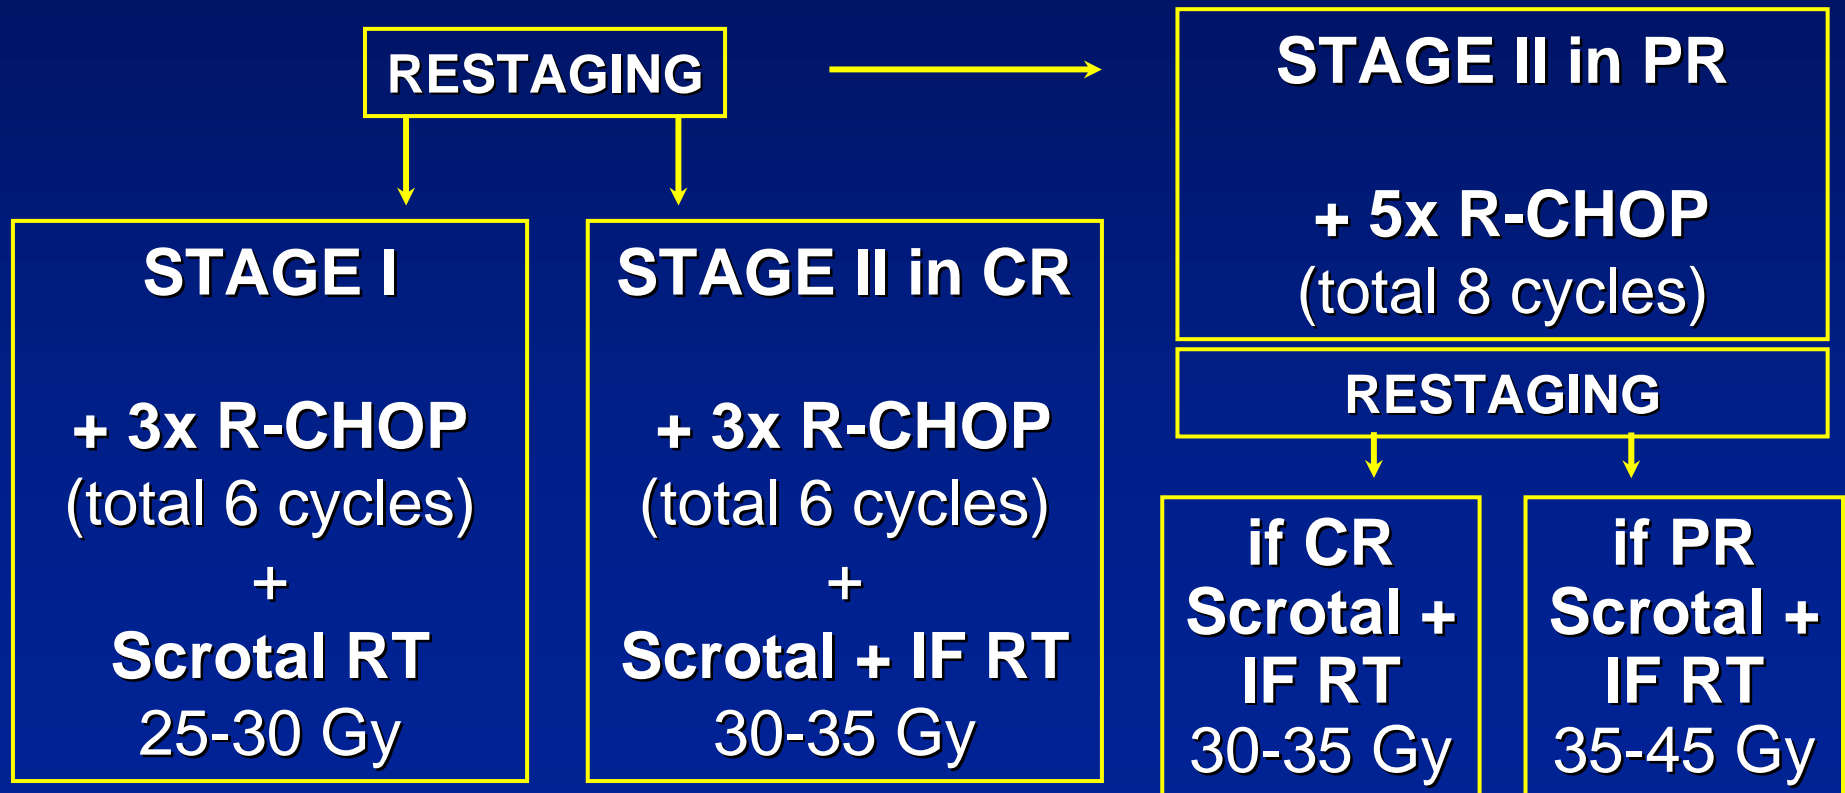 RESTAGING
STAGE I
+ 3x R-CHOP
(total 6 cycles)
+
Scrotal RT
25-30 Gy
STAGE II in CR
+ 3x R-CHOP
(total 6 cycles)
+
Scrotal + IF RT
30-35 Gy
STAGE II in PR
+ 5x R-CHOP
(total 8 cycles)
RESTAGING
if CR
Scrotal +
IF RT
30-35 Gy
if PR
Scrotal +
IF RT
35-45 Gy